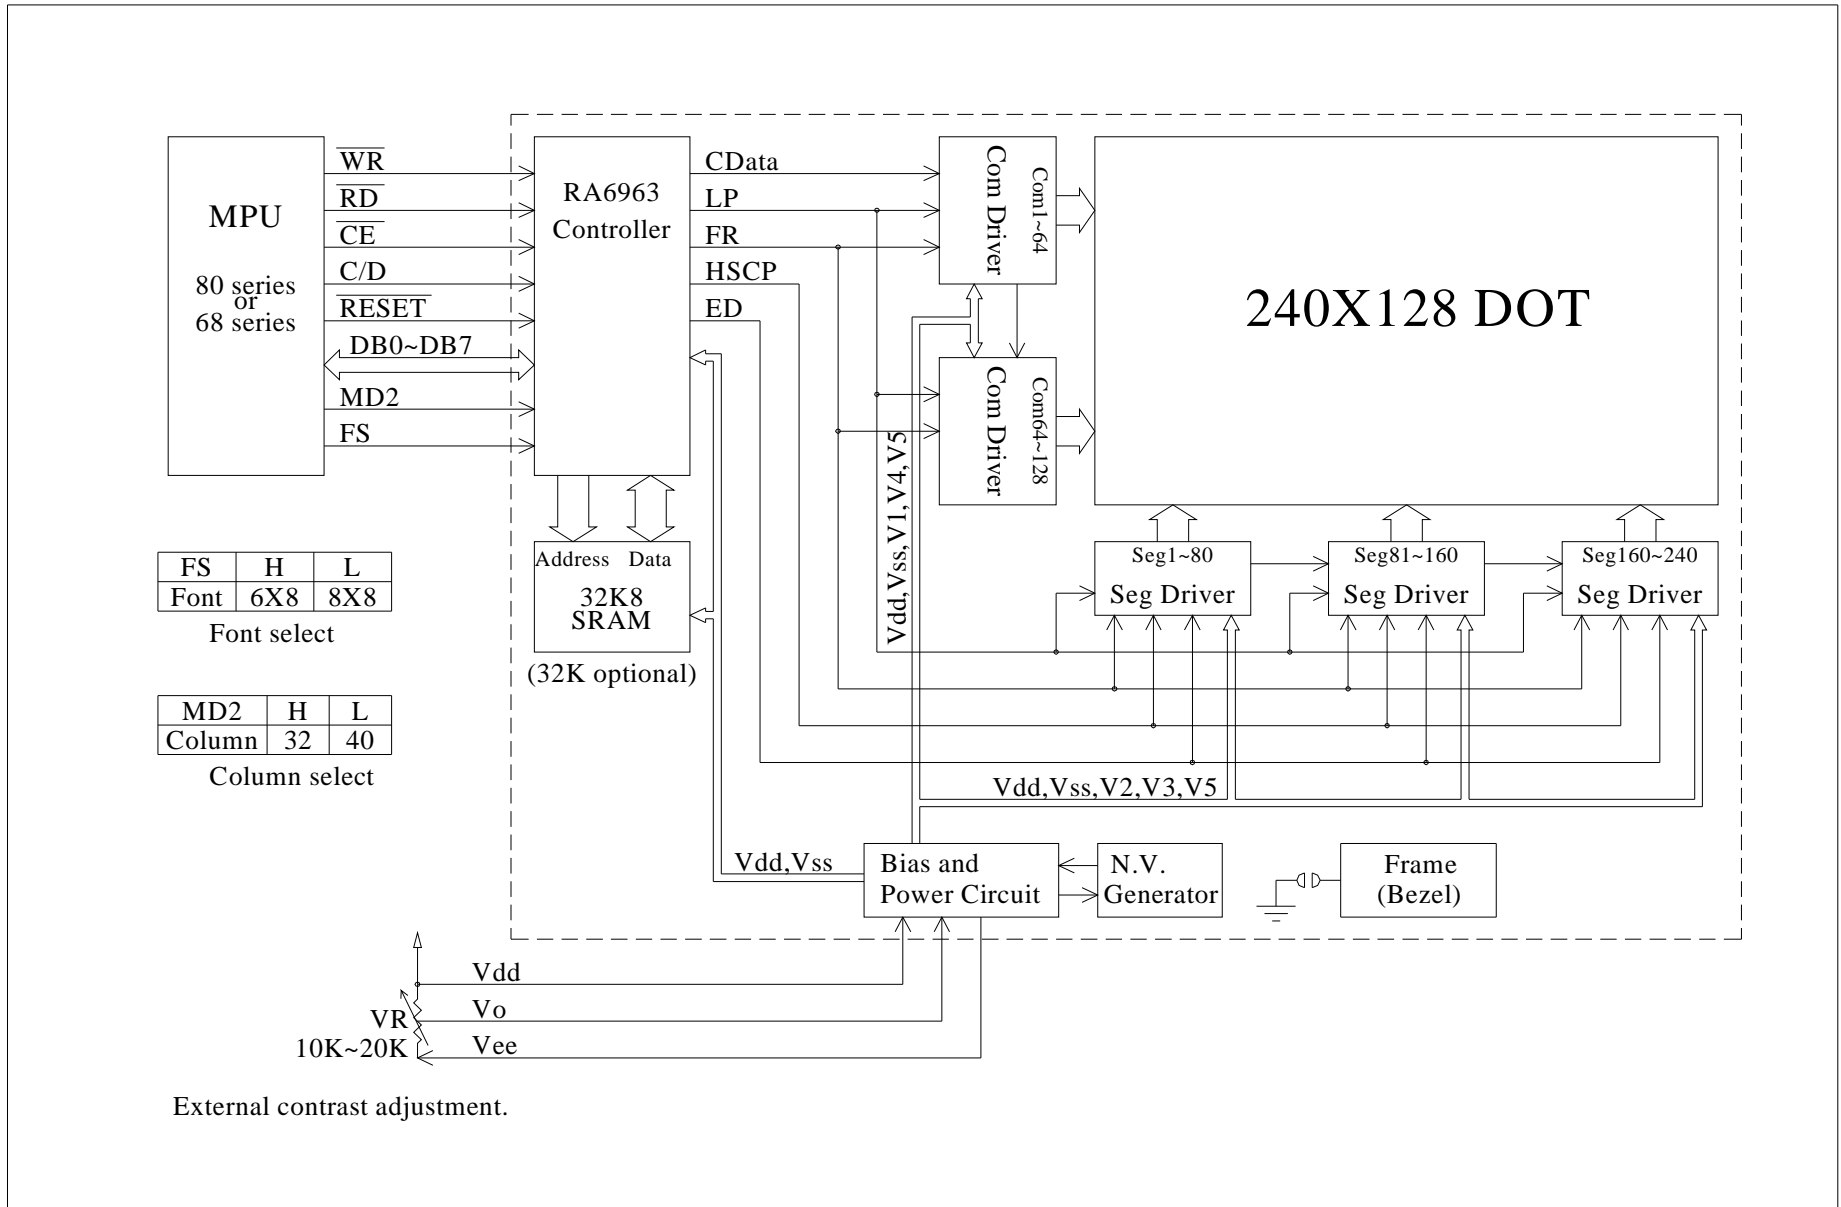 WR
RD
CE
C/D
RESET
DB0~DB7
MD2
FS
MPU
80 series
or
68 series
RA6963
Controller
CData
LP
FR
HSCP
ED
Com Driver
Com1~64
Com Driver
Com64~128
240X128 DOT
Vdd,Vss,V1,V4,V5
Address Data
32K8
SRAM
(32K optional)
Seg1~80
Seg Driver
Seg81~160
Seg Driver
Seg160~240
Seg Driver
FS H L
Font 6X8 8X8
Font select
MD2 H L
Column 32 40
Column select
Vdd,Vss,V2,V3,V5
Vdd,Vss
Bias and
Power Circuit
N.V.
Generator
Frame
(Bezel)
Vdd
Vo
Vee
VR
10K~20K
External contrast adjustment.